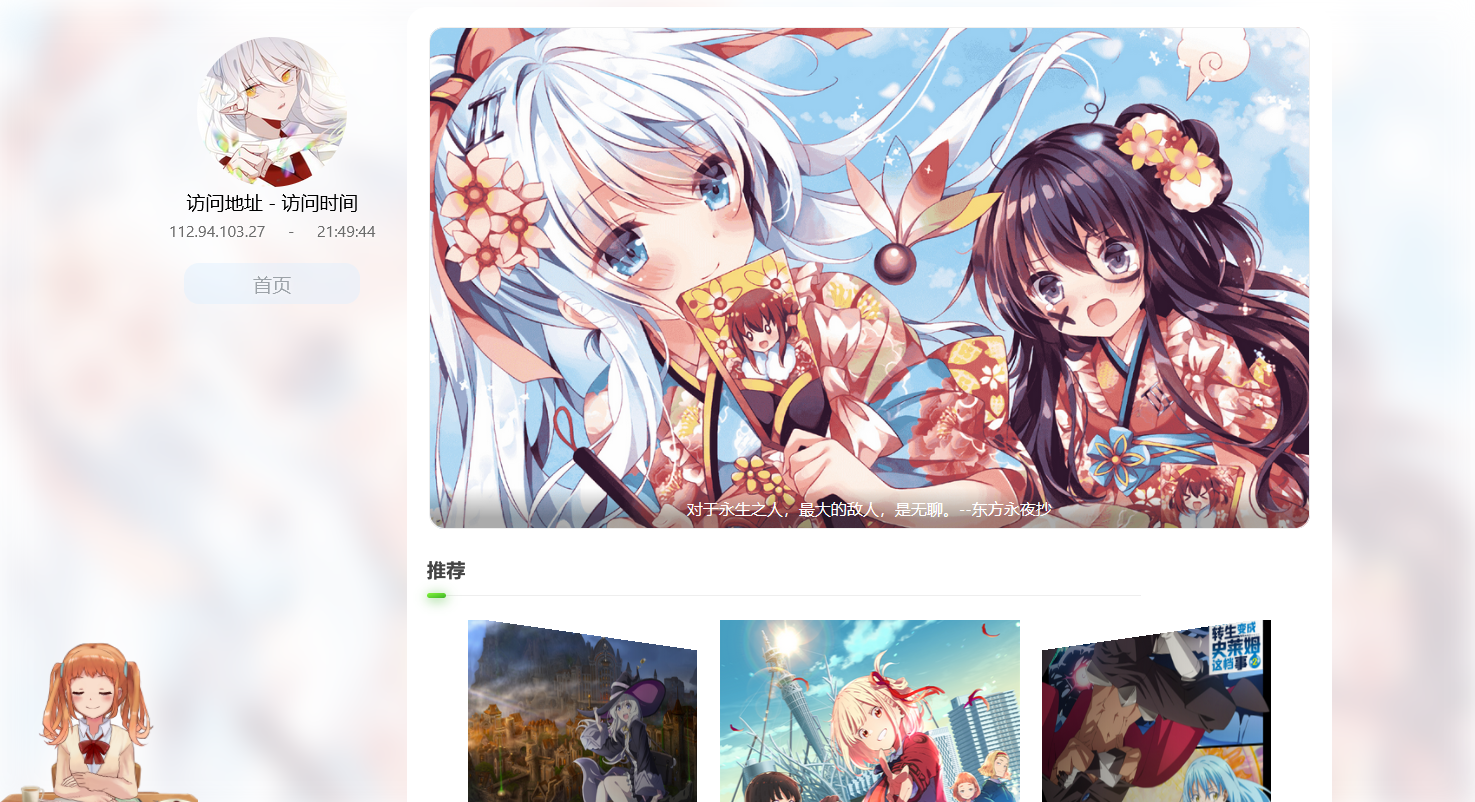 访问地址 - 访问时间
112.94.103.27 - 21:49:44
首页
III
III
对于永生之人，最大的敌人，是无聊。--东方永夜抄
推荐
转生变成
史莱姆
这档事